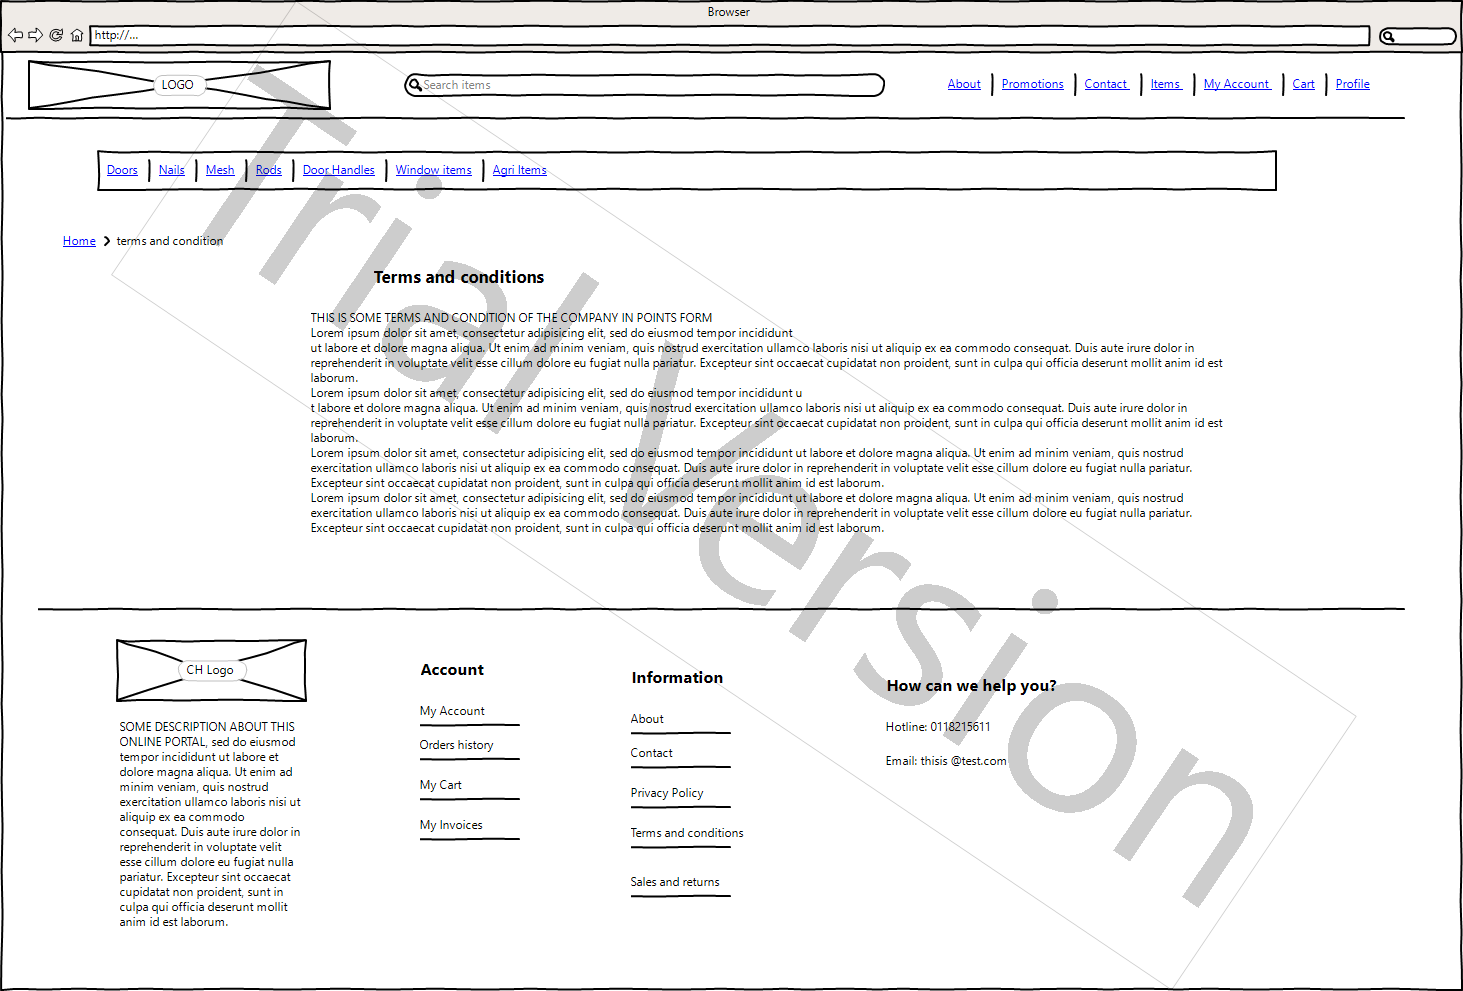 Browser
http://...
LOGO
Search items
About
Promotions
Contact
Items
My Account
Cart
Profile
Doors
Nails
Mesh
Rods
Door Handles
Window items
Agri Items
Home
terms and condition
Terms and conditions
THIS IS SOME TERMS AND CONDITION OF THE COMPANY IN POINTS FORM
Lorem ipsum dolor sit amet, consectetur adipisicing elit, sed do eiusmod tempor incididunt
ut labore et dolore magna aliqua. Ut enim ad minim veniam, quis nostrud exercitation ullamco laboris nisi ut aliquip ex ea commodo consequat. Duis aute irure dolor in
reprehenderit in voluptate velit esse cillum dolore eu fugiat nulla pariatur. Excepteur sint occaecat cupidatat non proident, sunt in culpa qui officia deserunt mollit anim id est
laborum.
Lorem ipsum dolor sit amet, consectetur adipisicing elit, sed do eiusmod tempor incididunt u
t labore et dolore magna aliqua. Ut enim ad minim veniam, quis nostrud exercitation ullamco laboris nisi ut aliquip ex ea commodo consequat. Duis aute irure dolor in
reprehenderit in voluptate velit esse cillum dolore eu fugiat nulla pariatur. Excepteur sint occaecat cupidatat non proident, sunt in culpa qui officia deserunt mollit anim id est
laborum.
Lorem ipsum dolor sit amet, consectetur adipisicing elit, sed do eiusmod tempor incididunt ut labore et dolore magna aliqua. Ut enim ad minim veniam, quis nostrud
exercitation ullamco laboris nisi ut aliquip ex ea commodo consequat. Duis aute irure dolor in reprehenderit in voluptate velit esse cillum dolore eu fugiat nulla pariatur.
Excepteur sint occaecat cupidatat non proident, sunt in culpa qui officia deserunt mollit anim id est laborum.
Lorem ipsum dolor sit amet, consectetur adipisicing elit, sed do eiusmod tempor incididunt ut labore et dolore magna aliqua. Ut enim ad minim veniam, quis nostrud
exercitation ullamco laboris nisi ut aliquip ex ea commodo consequat. Duis aute irure dolor in reprehenderit in voluptate velit esse cillum dolore eu fugiat nulla pariatur.
Excepteur sint occaecat cupidatat non proident, sunt in culpa qui officia deserunt mollit anim id est laborum.
Trial Version
CH Logo
SOME DESCRIPTION ABOUT THIS
ONLINE PORTAL, sed do eiusmod
tempor incididunt ut labore et
dolore magna aliqua. Ut enim ad
minim veniam, quis nostrud
exercitation ullamco laboris nisi ut
aliquip ex ea commodo
consequat. Duis aute irure dolor in
reprehenderit in voluptate velit
esse cillum dolore eu fugiat nulla
pariatur. Excepteur sint occaecat
cupidatat non proident, sunt in
culpa qui officia deserunt mollit
anim id est laborum.
Account
My Account
Orders history
My Cart
My Invoices
Information
About
Contact
Privacy Policy
Terms and conditions
Sales and returns
How can we help you?
Hotline: 0118215611
Email: thisis @test.com